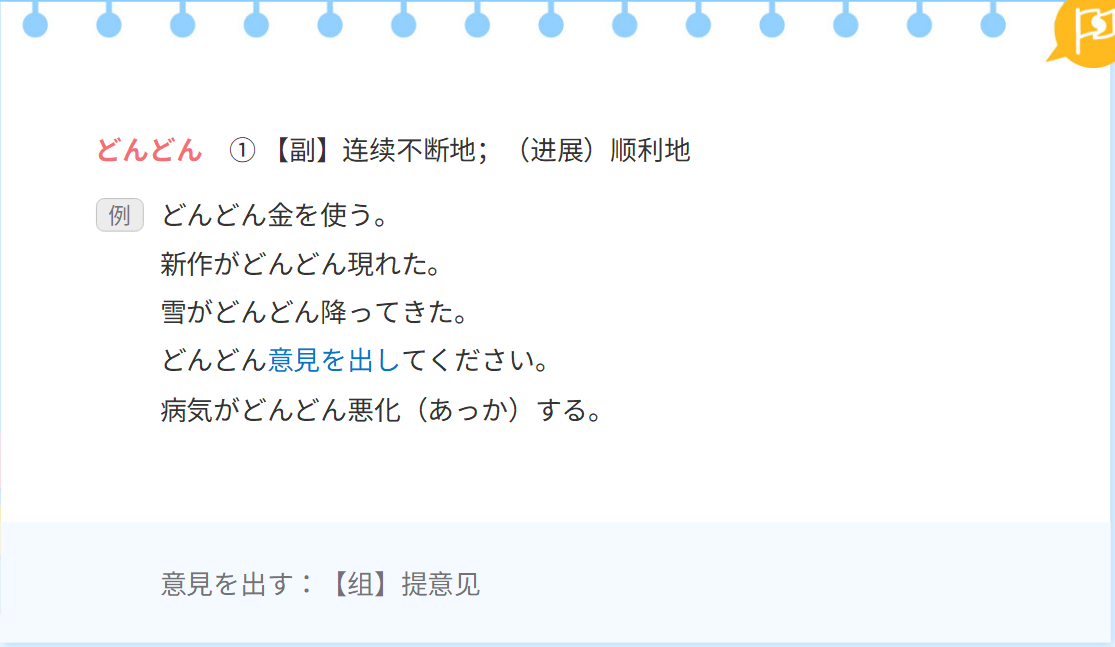 どんどん ① 【副】连续不断地；（进展）顺利地
例 どんどん金を使う。
新作がどんどん現れた。
雪がどんどん降ってきた。
どんどん意見を出してください。
病気がどんどん悪化（あっか）する。
意見を出す：【组】提意见